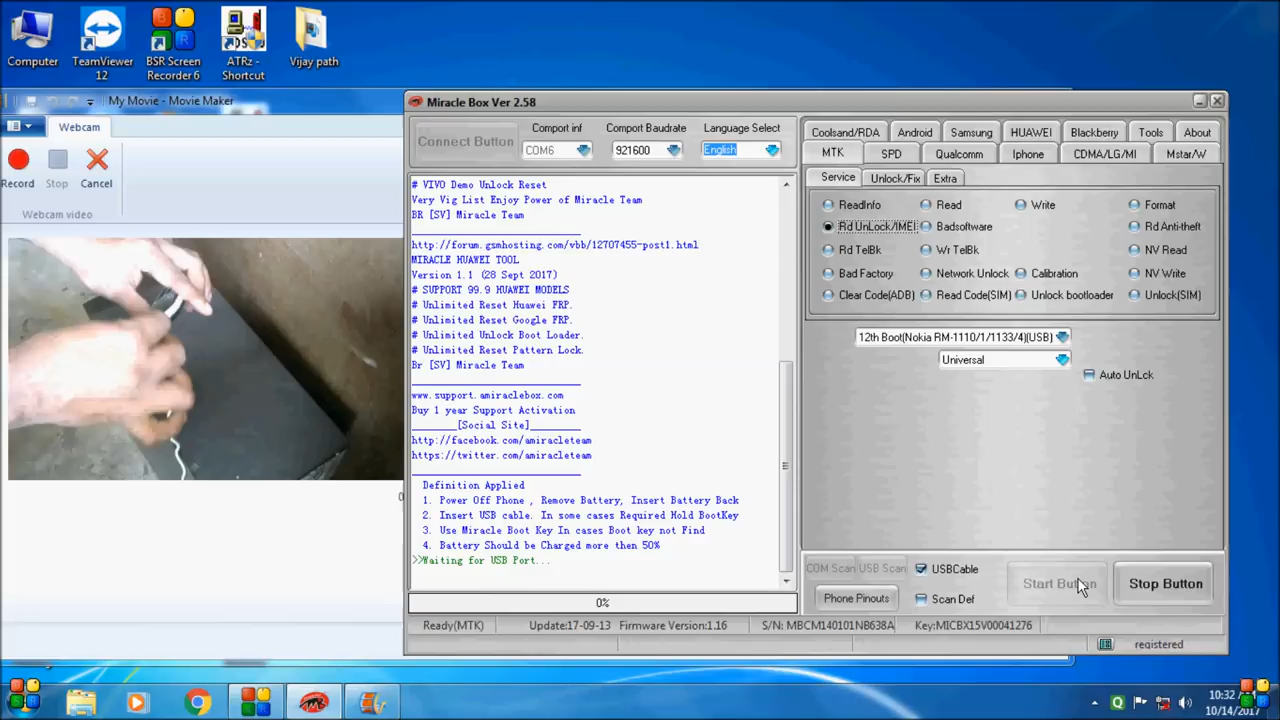 Computer
TeamViewer 12
BSR Screen Recorder 6
ATRz - Shortcut
Vijay path
My Movie - Movie Maker
Webcam
Record
Stop
Cancel
Webcam video
Miracle Box Ver 2.58
Connect Button
Comport inf
Comport Baudrate
Language Select
COM6
921600
English
# VIVO Demo Unlock Reset
Very Vig List Enjoy Power of Miracle Team
BR [SV] Miracle Team
http://forum.gsmhosting.com/vbb/12707455-post1.html
MIRACLE HUAWEI TOOL
Version 1.1 (28 Sept 2017)
# SUPPORT 99.9 HUAWEI MODELS
# Unlimited Reset Huawei FRP.
# Unlimited Reset Google FRP.
# Unlimited Unlock Boot Loader.
# Unlimited Reset Pattern Lock.
Br [SV] Miracle Team
www.support.amiraclebox.com
Buy 1 year Support Activation
[Social Site]
http://facebook.com/amiracleteam
https://twitter.com/amiracleteam
Definition Applied
1. Power Off Phone , Remove Battery, Insert Battery Back
2. Insert USB cable. In some cases Required Hold BootKey
3. Use Miracle Boot Key In cases Boot key not Find
4. Battery Should be Charged more then 50%
>>Waiting for USB Port...
0%
Coolsand/RDA
Android
Samsung
HUAWEI
Blackberry
Tools
About
MTK
SPD
Qualcomm
Iphone
CDMA/LG/MI
Mstar/W
Service
Unlock/Fix
Extra
ReadInfo
Read
Write
Format
Rd UnLock/IMEI
Badsoftware
Rd Anti-theft
Rd TelBk
Wr TelBk
NV Read
Bad Factory
Network Unlock
Calibration
NV Write
Clear Code(ADB)
Read Code(SIM)
Unlock bootloader
Unlock(SIM)
12th Boot(Nokia RM-1110/1/1133/4)(USB)
Universal
Auto UnLck
COM Scan
USB Scan
USBCable
Start Button
Stop Button
Phone Pinouts
Scan Def
Ready(MTK)
Update:17-09-13
Firmware Version:1.16
S/N: MBCM140101NB638A
Key:MICBX15V00041276
registered
10:32
10/14/2017